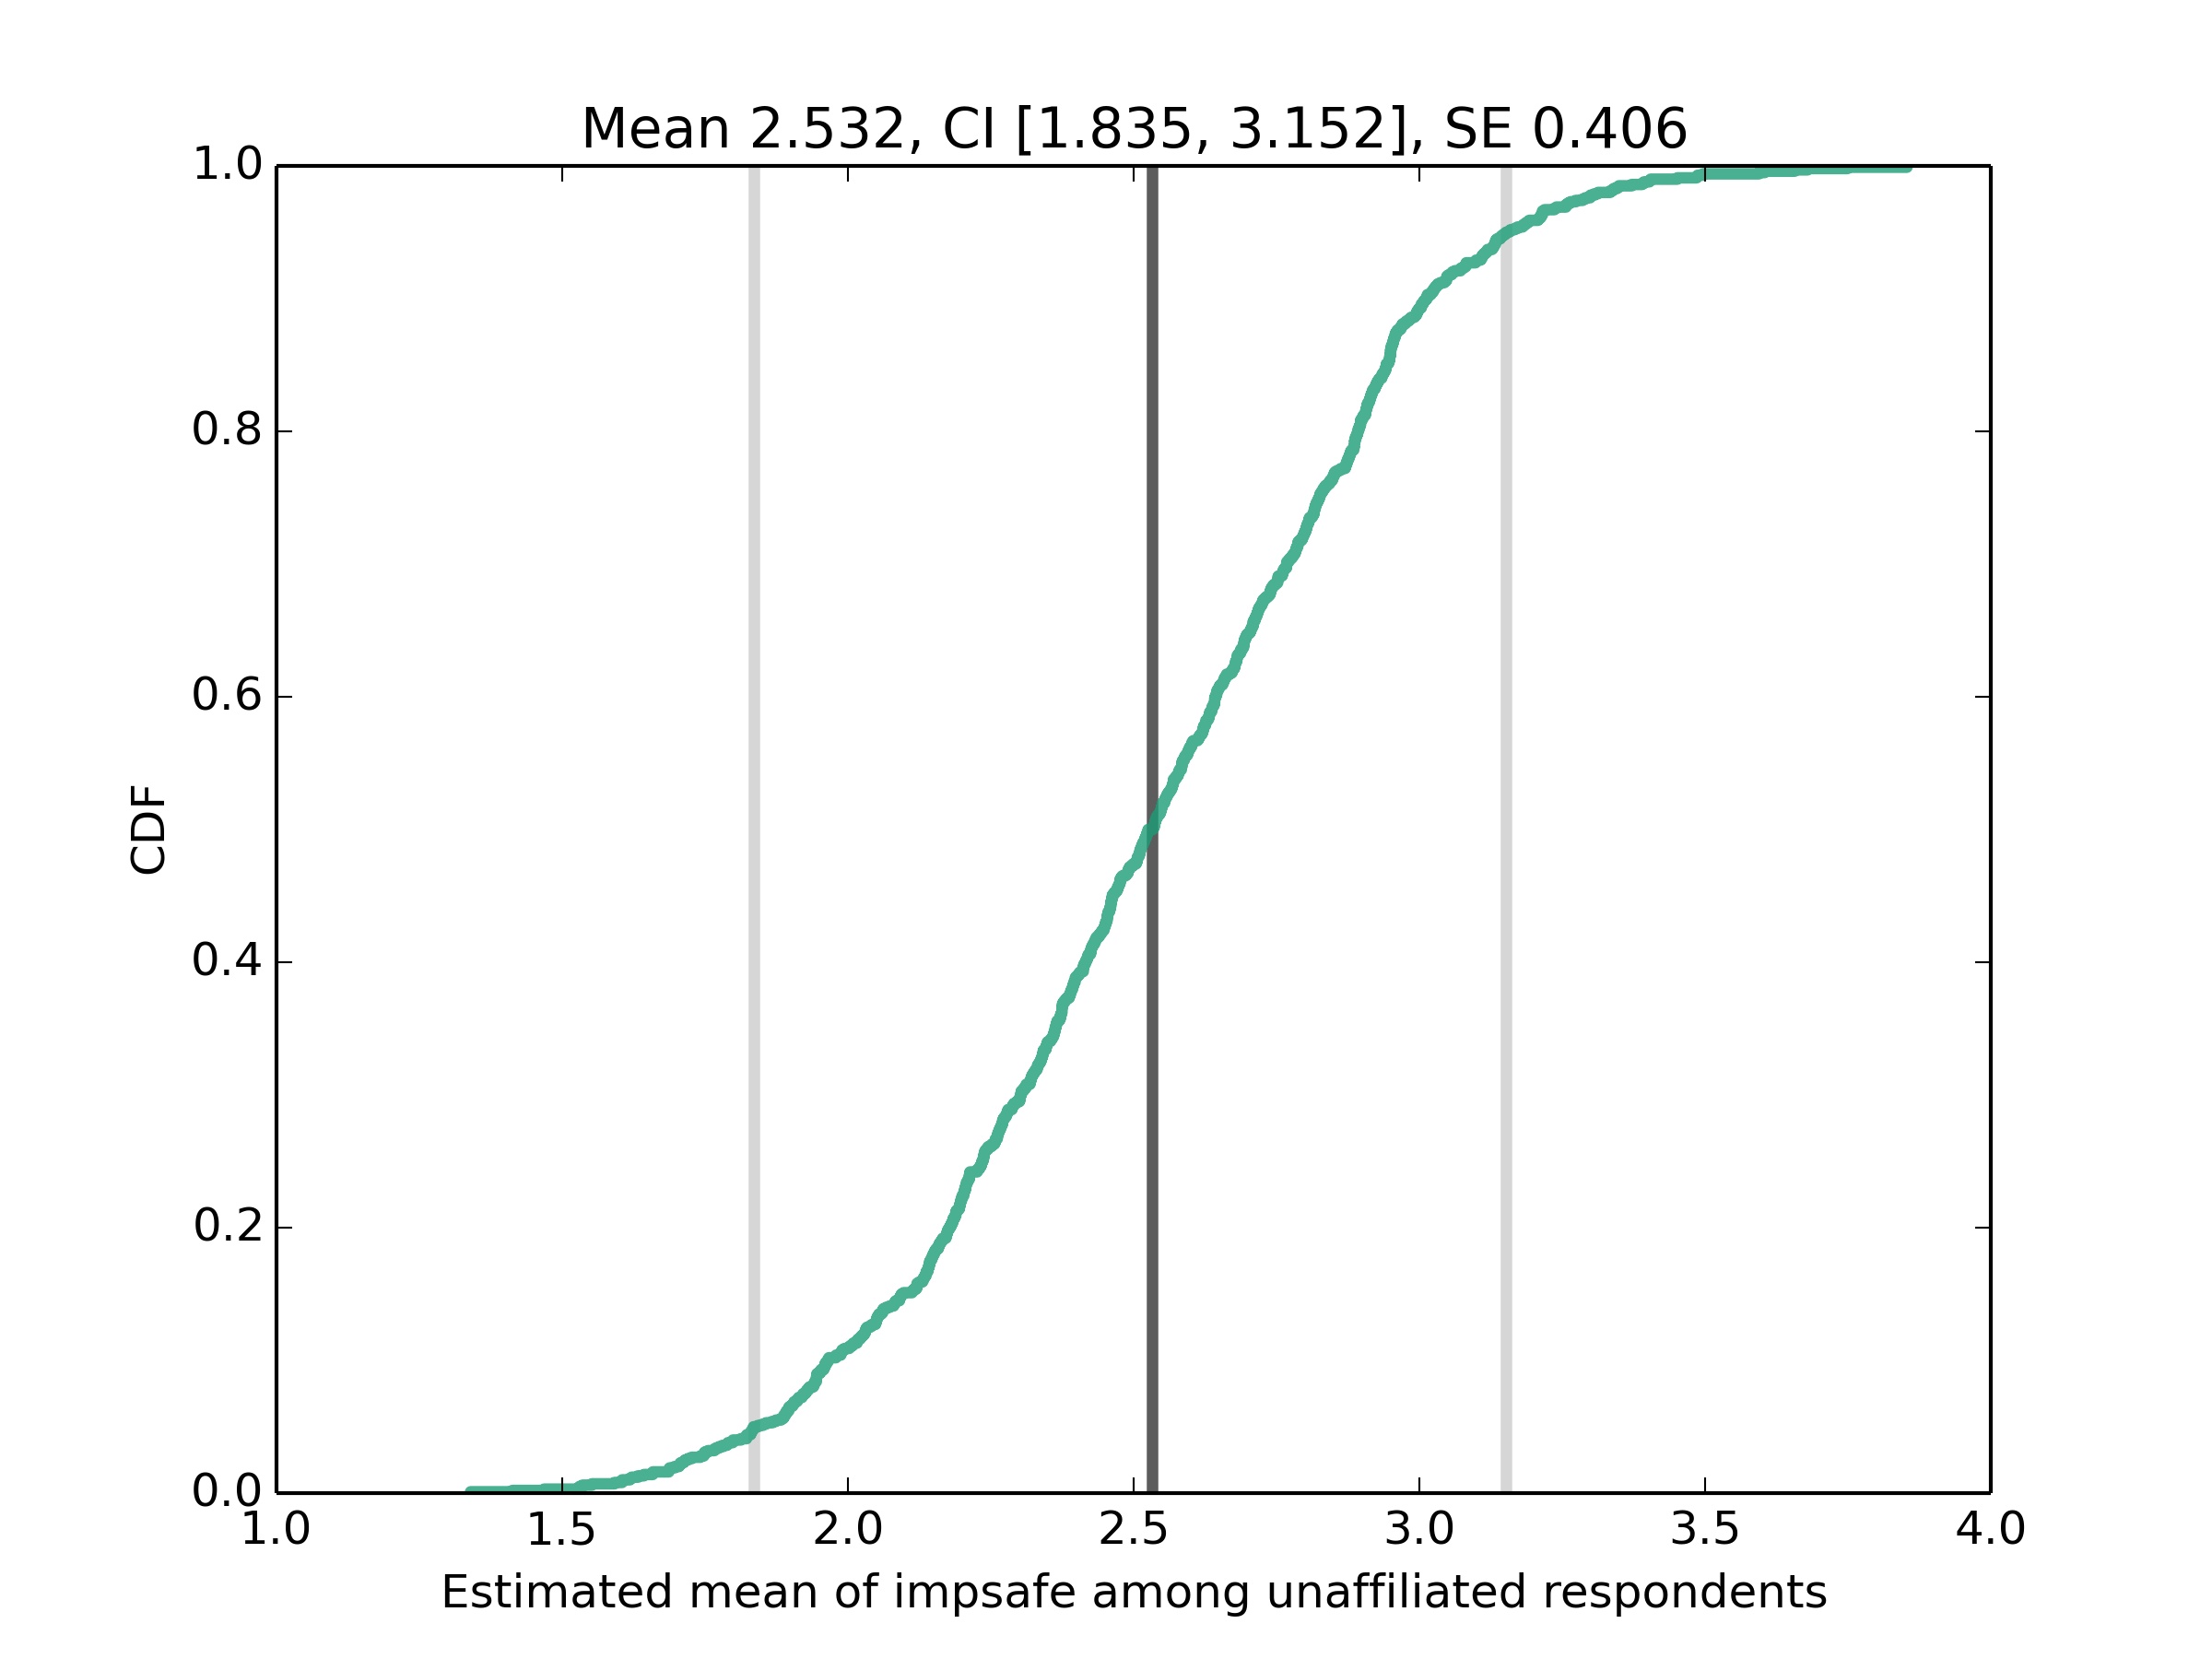 Mean 2.532, CI [1.835, 3.152], SE 0.406
1.0
0.8
0.6
0.4
0.2
0.0
CDF
1.0 1.5 2.0 2.5 3.0 3.5 4.0
Estimated mean of impsafe among unaffiliated respondents